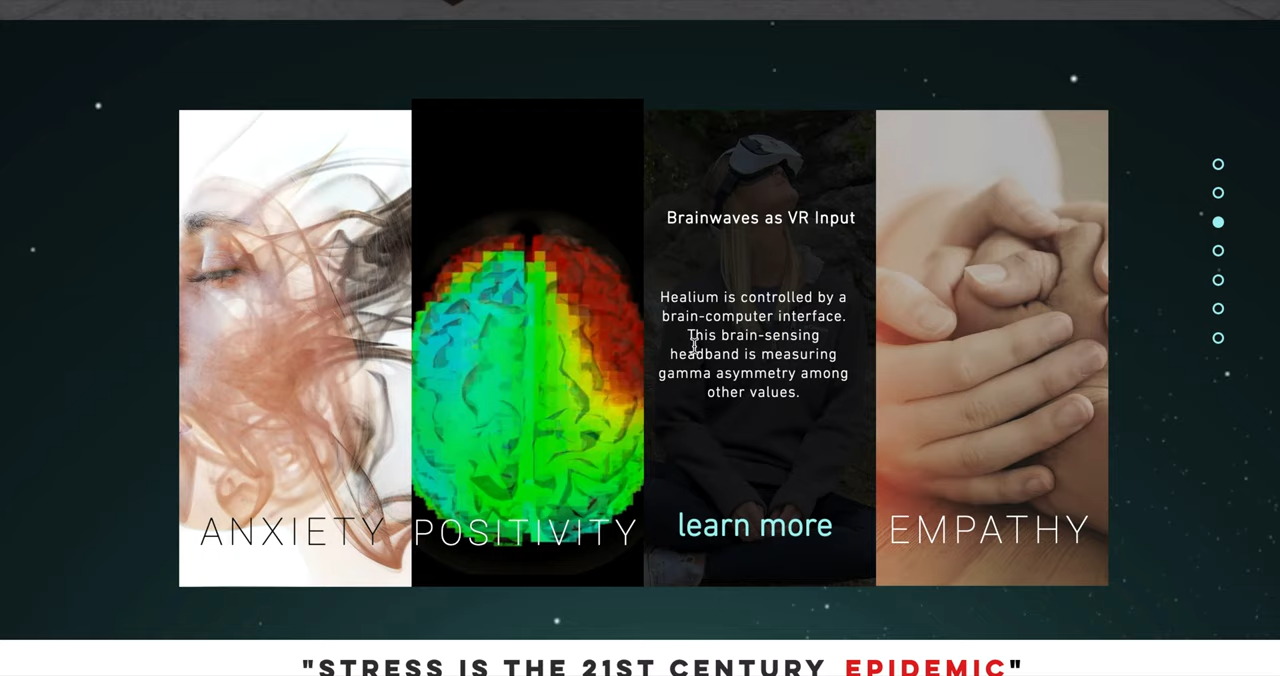 Brainwaves as VR Input
Healium is controlled by a
brain-computer interface.
This brain-sensing
headband is measuring
gamma asymmetry among
other values.
ANXIETY
POSITIVITY
learn more
EMPATHY
"STRESS IS THE 21ST CENTURY EPIDEMIC"